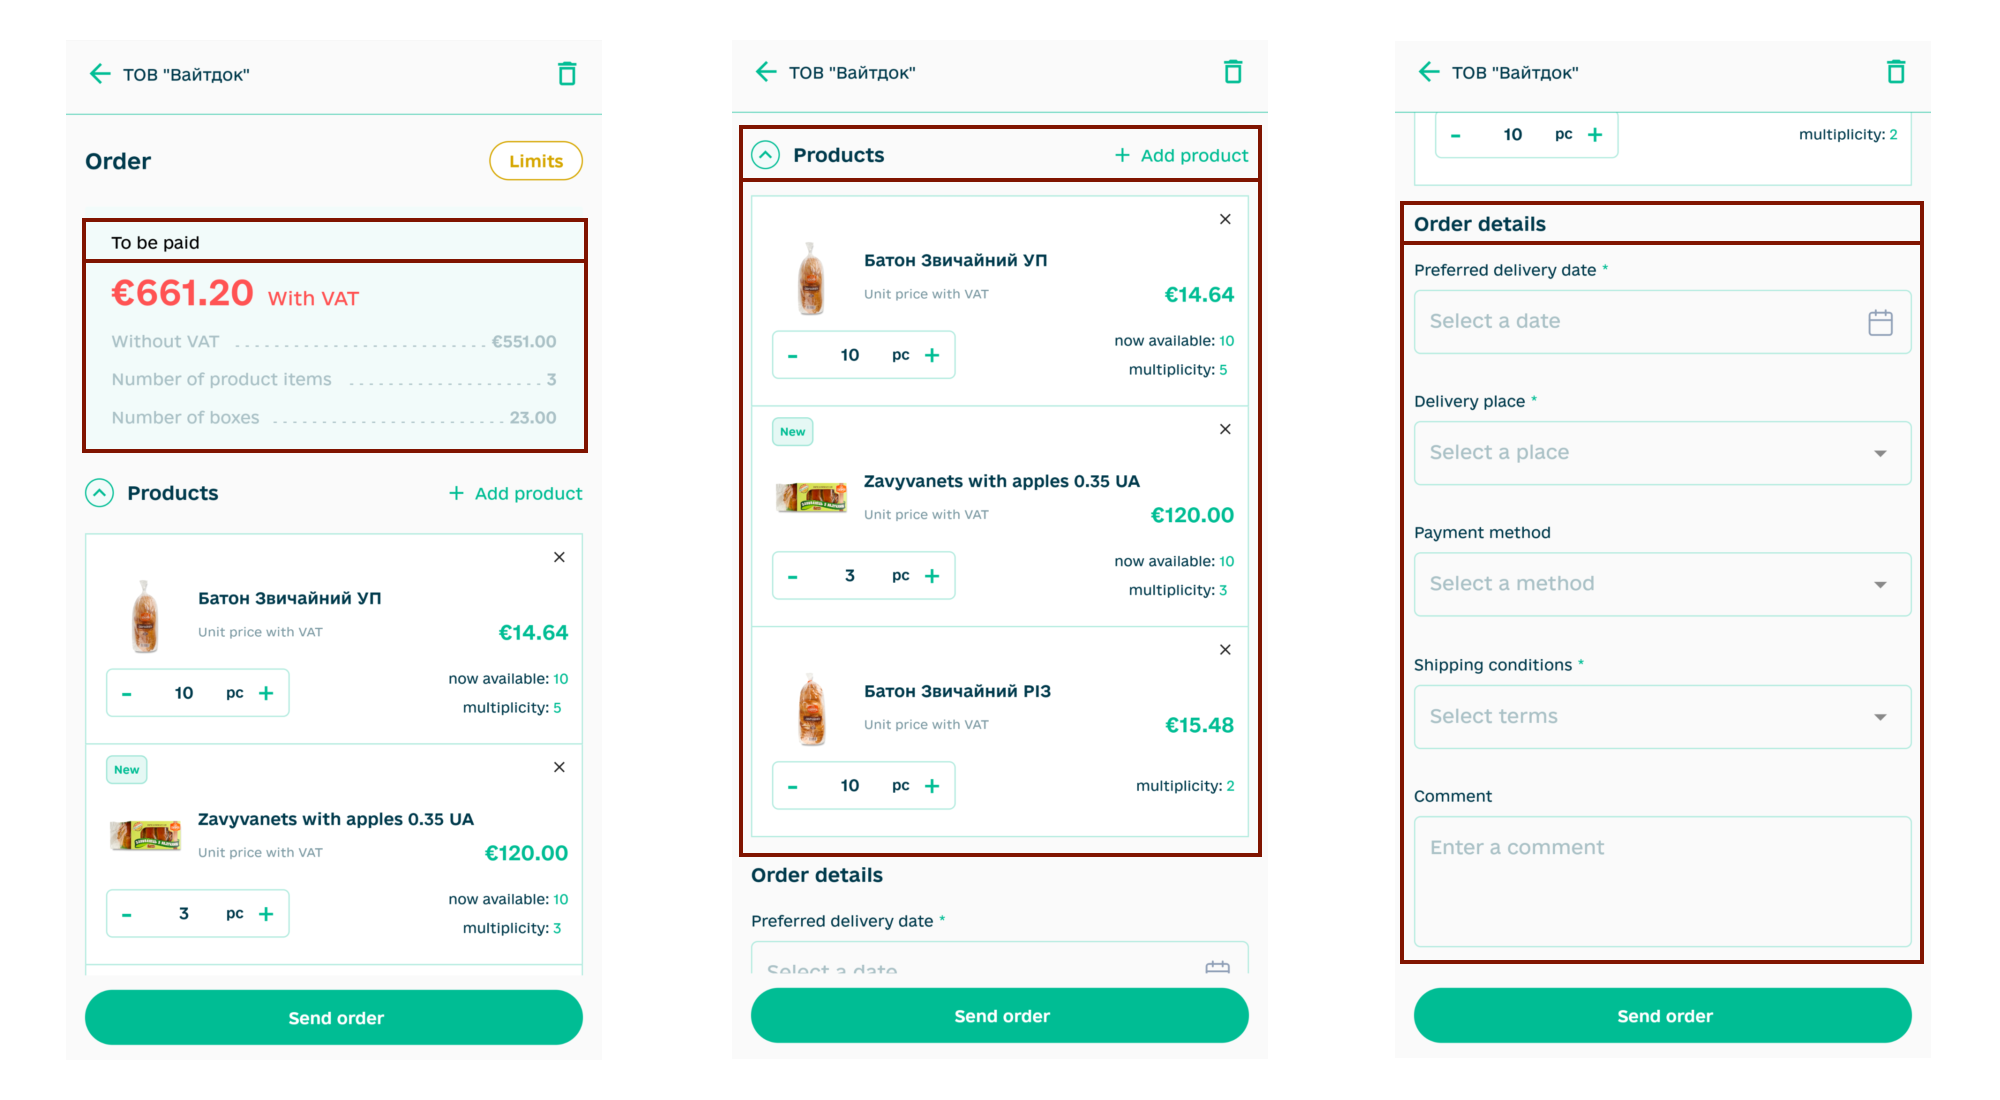 ТОВ "Вайтдок"
Order
Limits
To be paid
€661.20 With VAT
Without VAT ........................ €551.00
Number of product items .................. 3
Number of boxes ...................... 23.00
Products
+ Add product
Батон Звичайний УП
Unit price with VAT
€14.64
now available: 10
- 10 pc +
multiplicity: 5
New
Zavyvanets with apples 0.35 UA
Unit price with VAT
€120.00
now available: 10
- 3 pc +
multiplicity: 3
Send order
ТОВ "Вайтдок"
Products
+ Add product
Батон Звичайний УП
Unit price with VAT
€14.64
now available: 10
- 10 pc +
multiplicity: 5
New
Zavyvanets with apples 0.35 UA
Unit price with VAT
€120.00
now available: 10
- 3 pc +
multiplicity: 3
Батон Звичайний РІЗ
Unit price with VAT
€15.48
- 10 pc +
multiplicity: 2
Order details
Preferred delivery date *
Select a date
Send order
ТОВ "Вайтдок"
- 10 pc +
multiplicity: 2
Order details
Preferred delivery date *
Select a date
Delivery place *
Select a place
Payment method
Select a method
Shipping conditions *
Select terms
Comment
Enter a comment
Send order